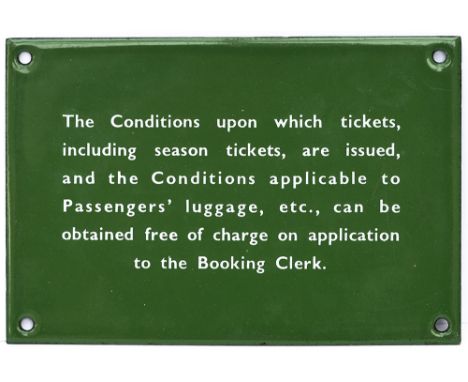 The Conditions upon which tickets,
including season tickets, are issued,
and the Conditions applicable to
Passengers' luggage, etc., can be
obtained free of charge on application
to the Booking Clerk.